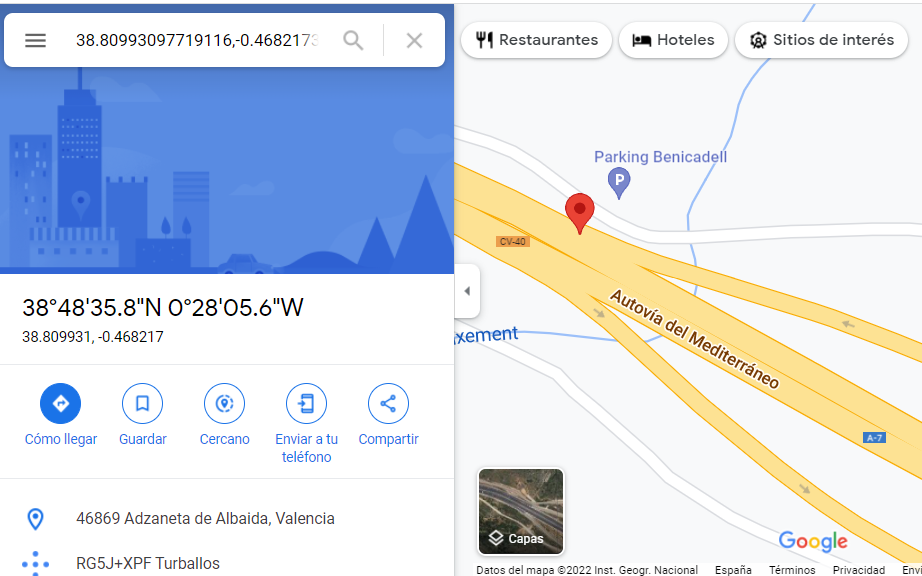 38.80993097719116,-0.468217
Restaurantes
Hoteles
Sitios de interés
Parking Benicadell
P
CV-40
38°48'35.8"N 0°28'05.6"W
38.809931, -0.468217
Autovía del Mediterráneo
xement
A-7
Cómo llegar
Guardar
Cercano
Enviar a tu
teléfono
Compartir
46869 Adzaneta de Albaida, Valencia
RG5J+XPF Turballos
Capas
Google
Datos del mapa ©2022 Inst. Geogr. Nacional España Términos Privacidad Envi